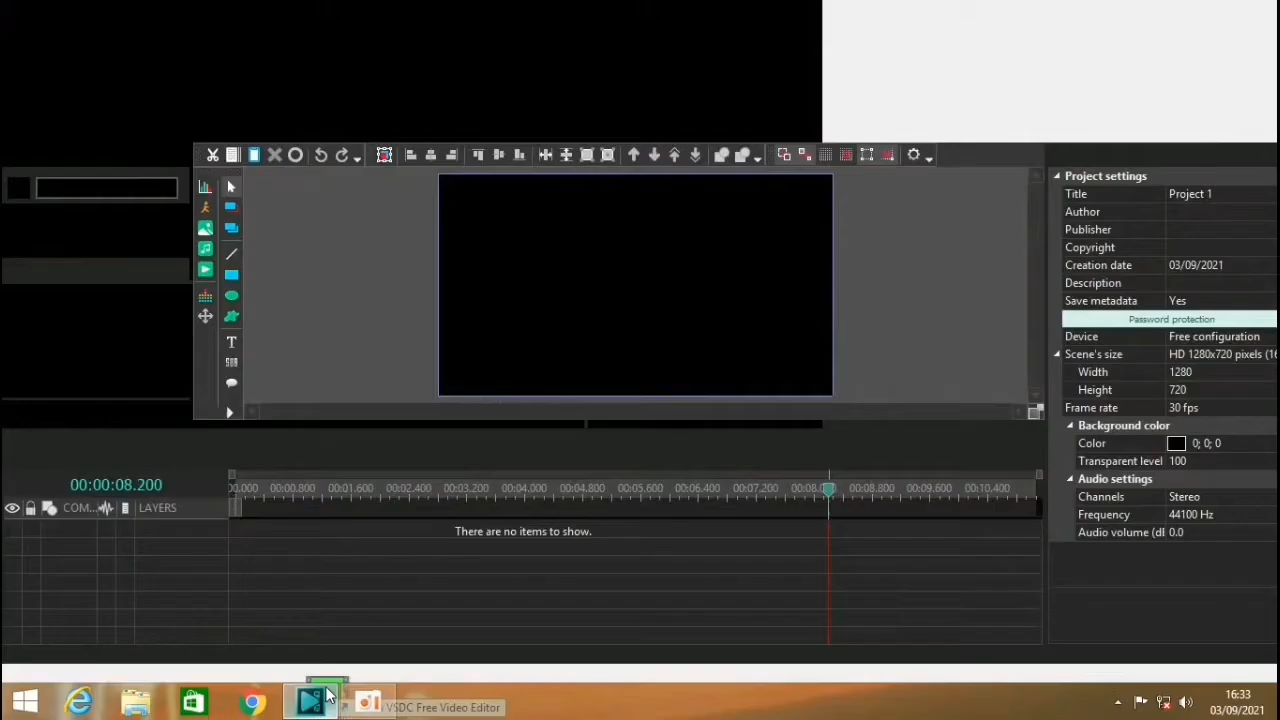 Project settings
Title Project 1
Author
Publisher
Copyright
Creation date 03/09/2021
Description
Save metadata Yes
Password protection
Device Free configuration
Scene's size HD 1280x720 pixels (16
Width 1280
Height 720
Frame rate 30 fps
Background color
Color 0; 0; 0
Transparent level 100
Audio settings
Channels Stereo
Frequency 44100 Hz
Audio volume (dl 0.0
T
00:00:08.200
0.000 00:00.800 00:01.600 00:02.400 00:03.200 00:04.000 00:04.800 00:05.600 00:06.400 00:07.200 00:08.0 00:08.800 00:09.600 00:10.400
COM... LAYERS
There are no items to show.
VSDC Free Video Editor
16:33
03/09/2021